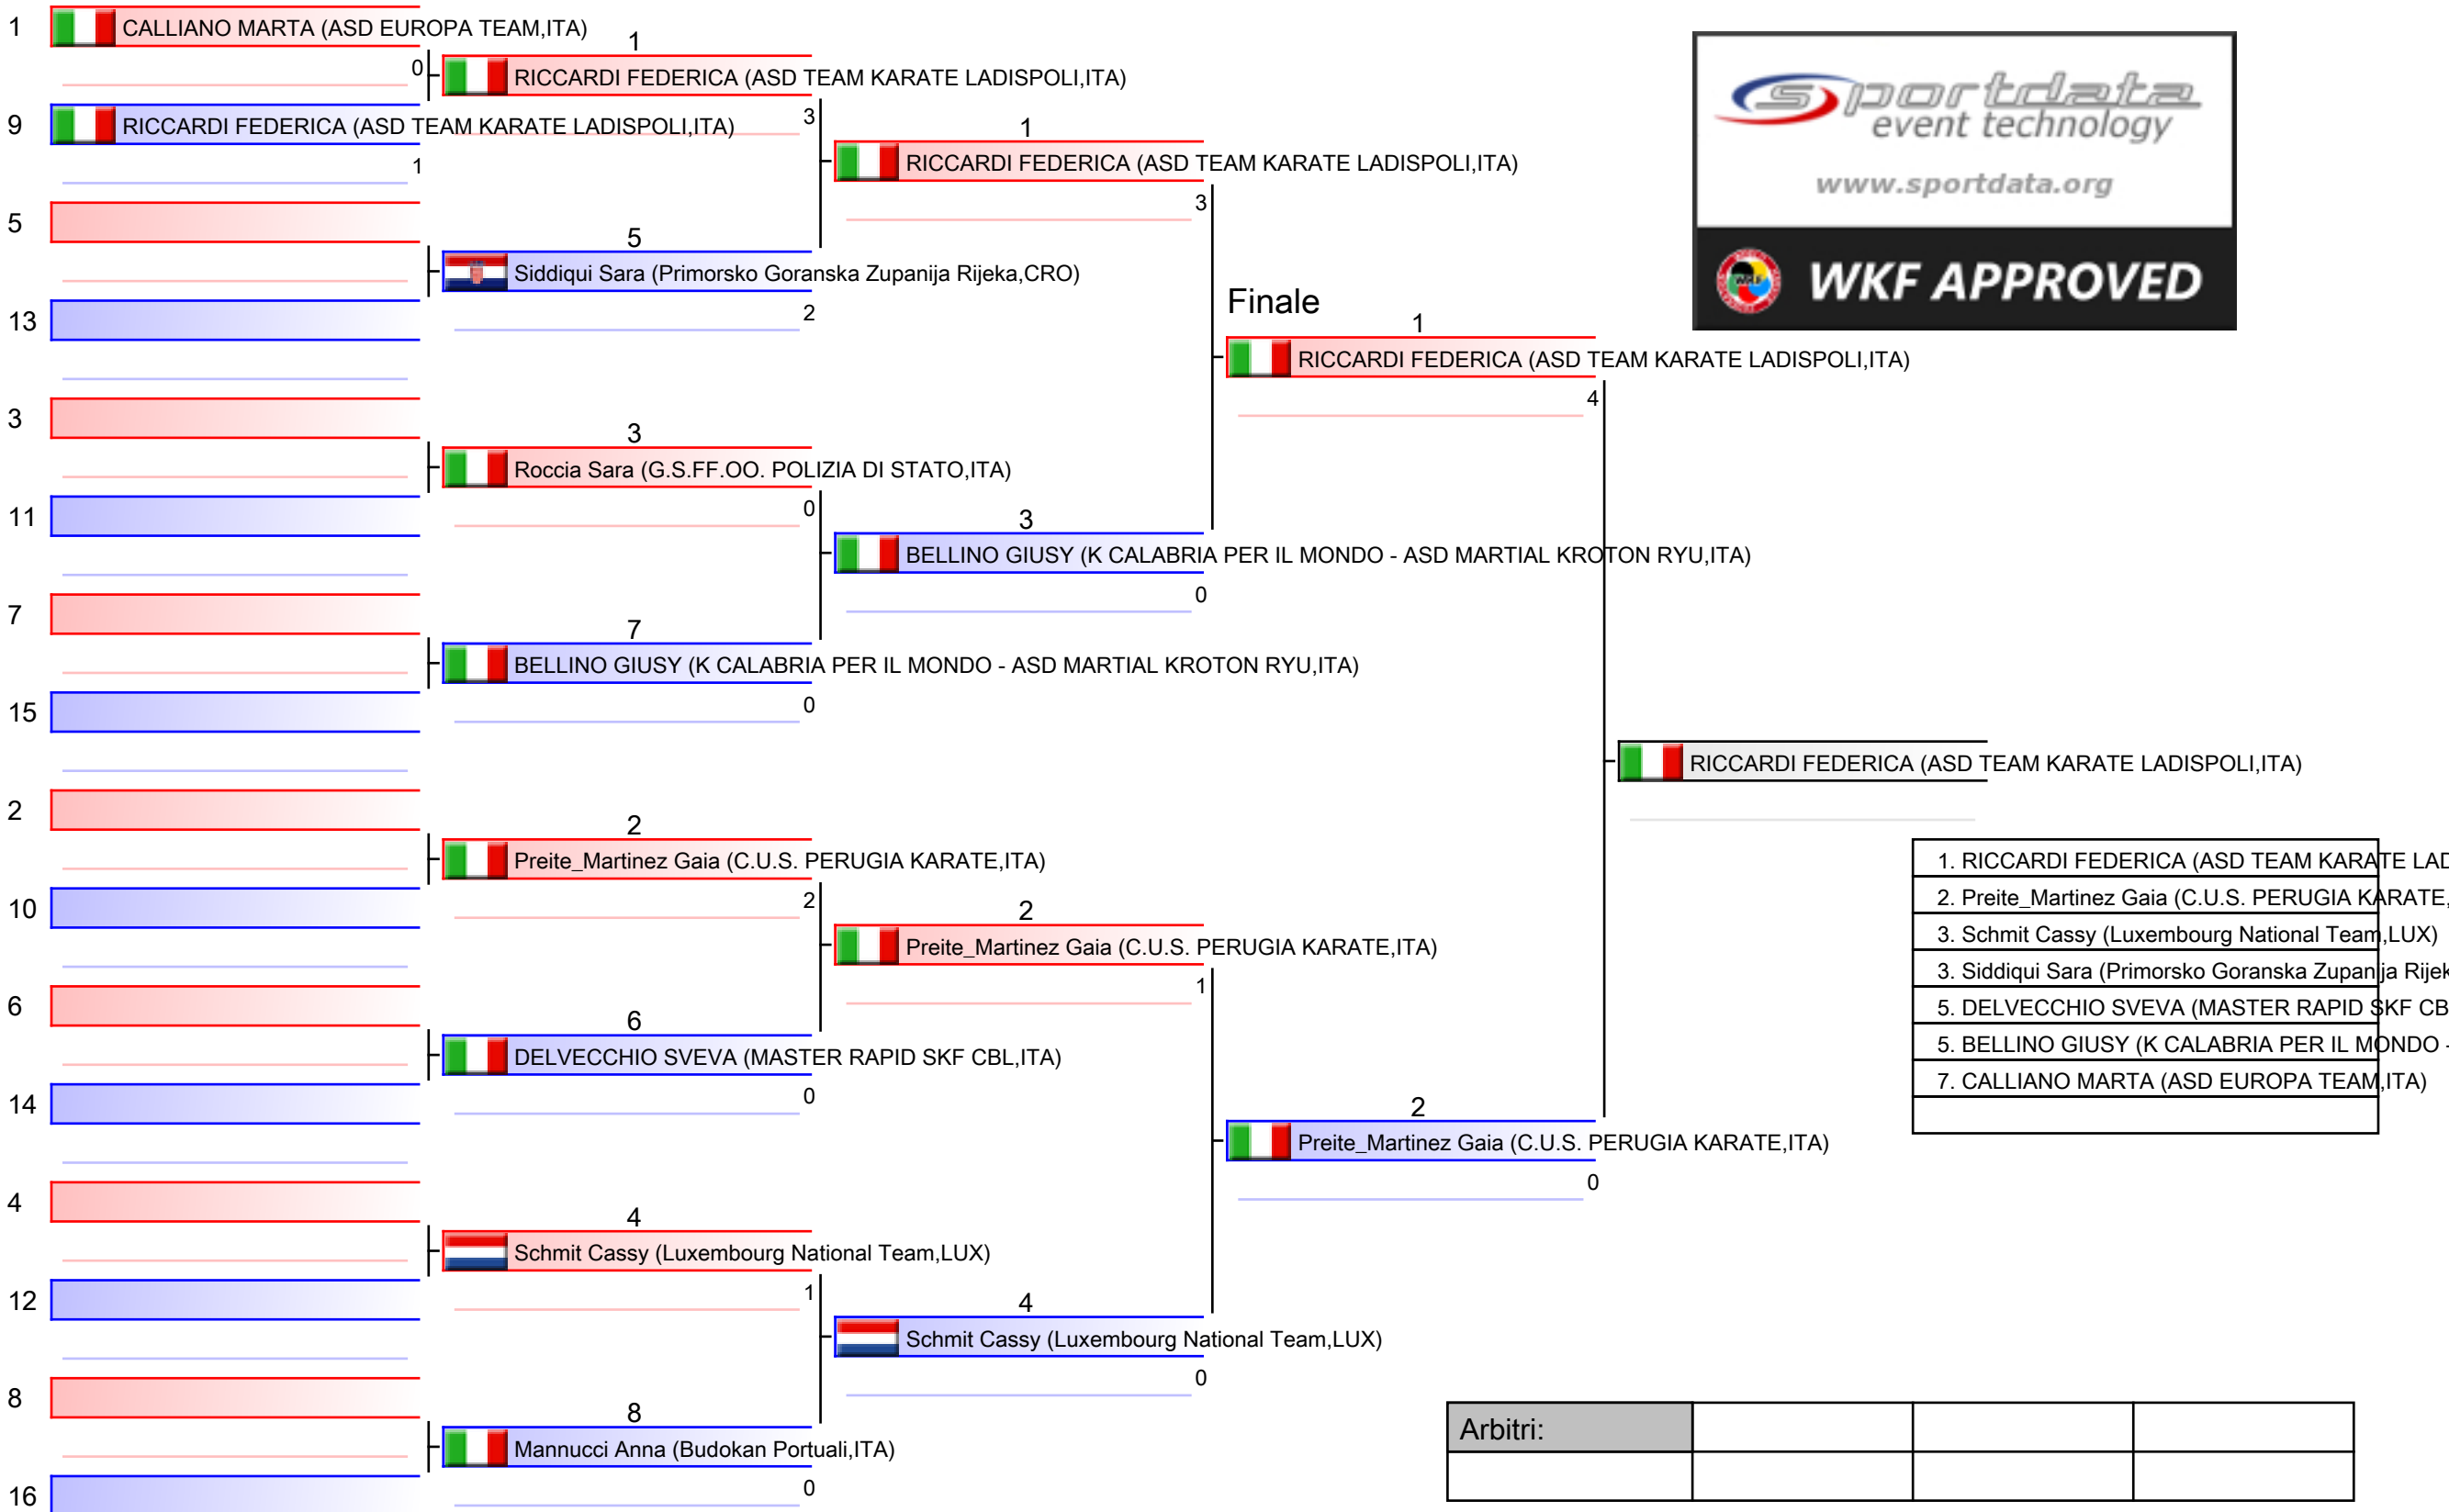 1
CALLIANO MARTA (ASD EUROPA TEAM,ITA)
0
9
RICCARDI FEDERICA (ASD TEAM KARATE LADISPOLI,ITA)
1
5
13
3
11
7
15
2
10
6
14
4
12
8
16
1
RICCARDI FEDERICA (ASD TEAM KARATE LADISPOLI,ITA)
3
5
Siddiqui Sara (Primorsko Goranska Zupanija Rijeka,CRO)
2
3
Roccia Sara (G.S.FF.OO. POLIZIA DI STATO,ITA)
0
7
BELLINO GIUSY (K CALABRIA PER IL MONDO - ASD MARTIAL KROTON RYU,ITA)
0
2
Preite_Martinez Gaia (C.U.S. PERUGIA KARATE,ITA)
2
6
DELVECCHIO SVEVA (MASTER RAPID SKF CBL,ITA)
0
4
Schmit Cassy (Luxembourg National Team,LUX)
1
8
Mannucci Anna (Budokan Portuali,ITA)
0
1
RICCARDI FEDERICA (ASD TEAM KARATE LADISPOLI,ITA)
3
3
BELLINO GIUSY (K CALABRIA PER IL MONDO - ASD MARTIAL KROTON RYU,ITA)
0
2
Preite_Martinez Gaia (C.U.S. PERUGIA KARATE,ITA)
1
4
Schmit Cassy (Luxembourg National Team,LUX)
0
Finale
1
RICCARDI FEDERICA (ASD TEAM KARATE LADISPOLI,ITA)
4
2
Preite_Martinez Gaia (C.U.S. PERUGIA KARATE,ITA)
0
RICCARDI FEDERICA (ASD TEAM KARATE LADISPOLI,ITA)
sportdata
event technology
www.sportdata.org
WKF APPROVED
1. RICCARDI FEDERICA (ASD TEAM KARATE LAD
2. Preite_Martinez Gaia (C.U.S. PERUGIA KARATE,
3. Schmit Cassy (Luxembourg National Team,LUX)
3. Siddiqui Sara (Primorsko Goranska Zupanija Rijek
5. DELVECCHIO SVEVA (MASTER RAPID SKF CB
5. BELLINO GIUSY (K CALABRIA PER IL MONDO -
7. CALLIANO MARTA (ASD EUROPA TEAM,ITA)
Arbitri: